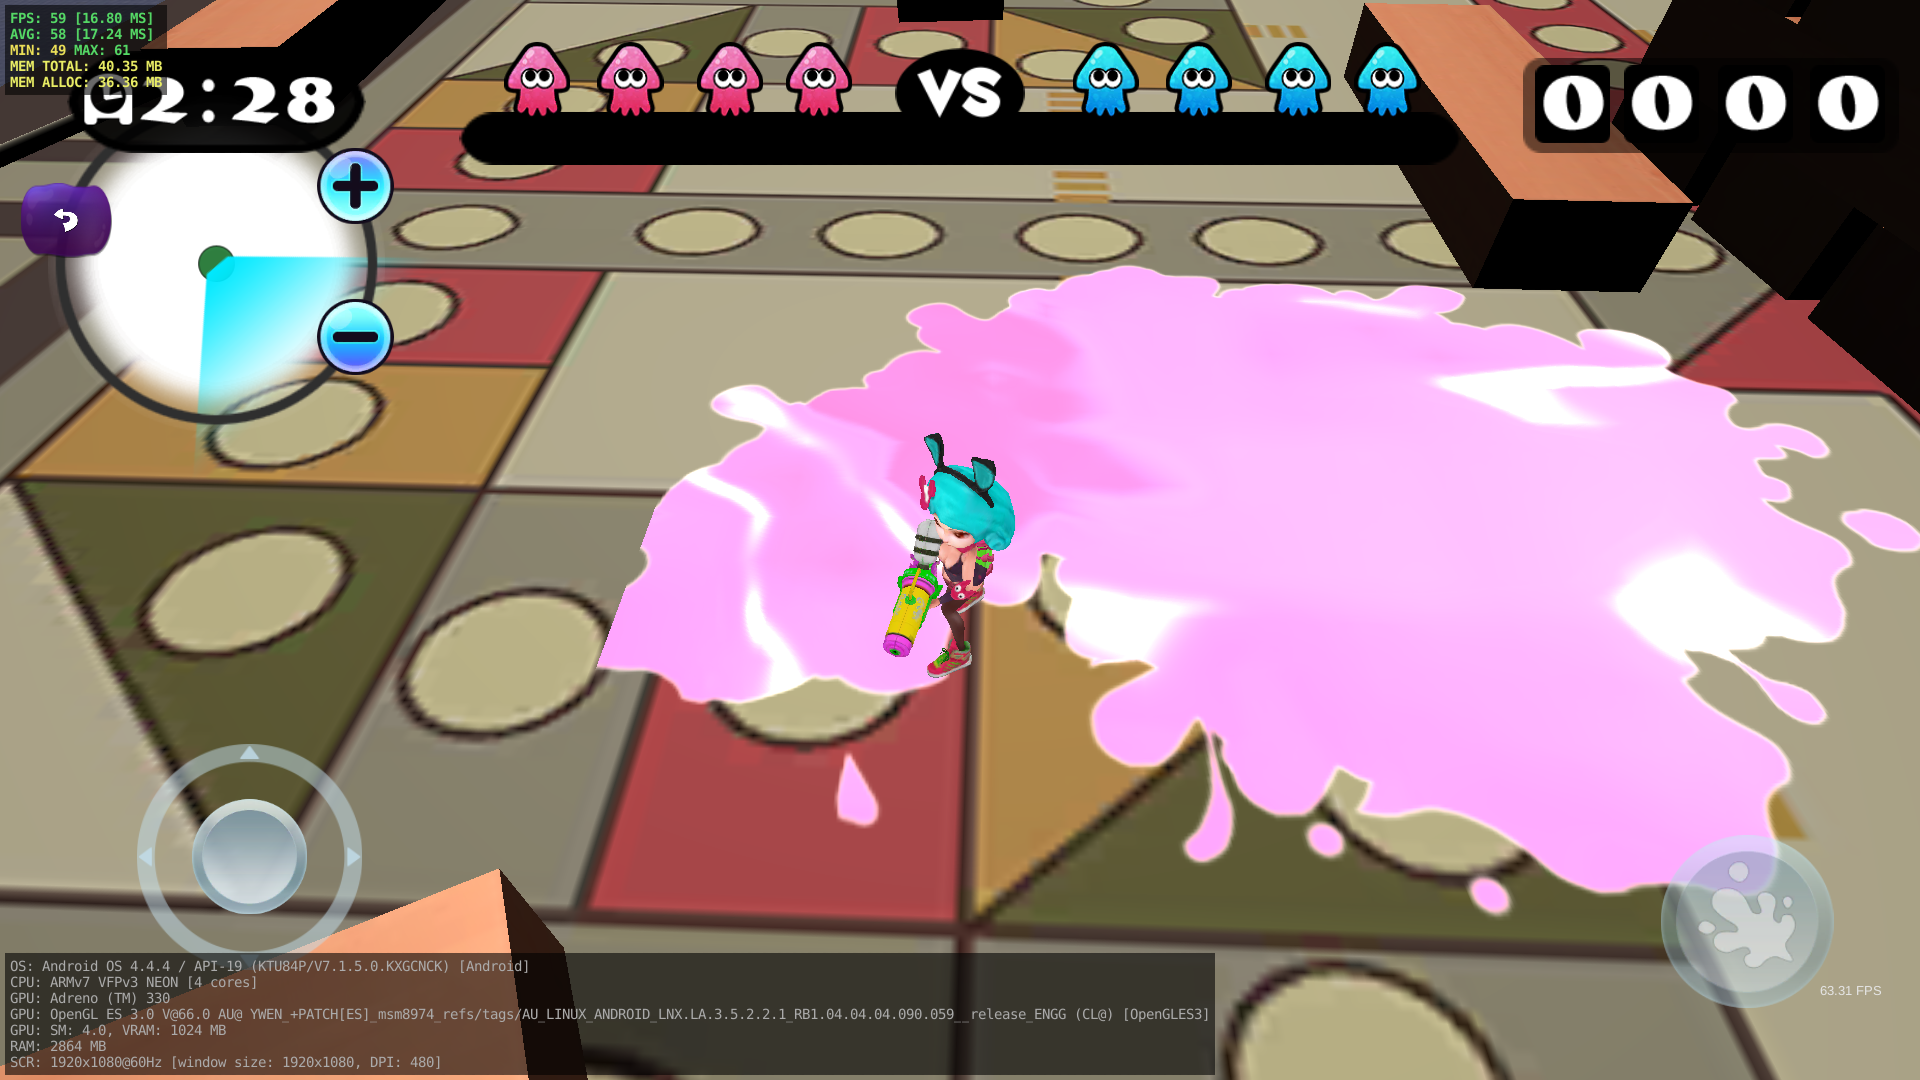 FPS: 59 [16.80 MS]
AVG: 58 [17.24 MS]
MIN: 49 MAX: 61
MEM TOTAL: 40.35 MB
MEM ALLOC: 36.36 MB
2:28
VS
0 0 0 0
63.31 FPS
OS: Android OS 4.4.4 / API-19 (KTU84P/V7.1.5.0.KXGCNCK) [Android]
CPU: ARMv7 VFPv3 NEON [4 cores]
GPU: Adreno (TM) 330
GPU: OpenGL ES 3.0 V@66.0 AU@ YWEN_+PATCH[ES]_msm8974_refs/tags/AU_LINUX_ANDROID_LNX.LA.3.5.2.2.1_RB1.04.04.04.090.059__release_ENGG (CL@) [OpenGLES3]
GPU: SM: 4.0, VRAM: 1024 MB
RAM: 2864 MB
SCR: 1920x1080@60Hz [window size: 1920x1080, DPI: 480]